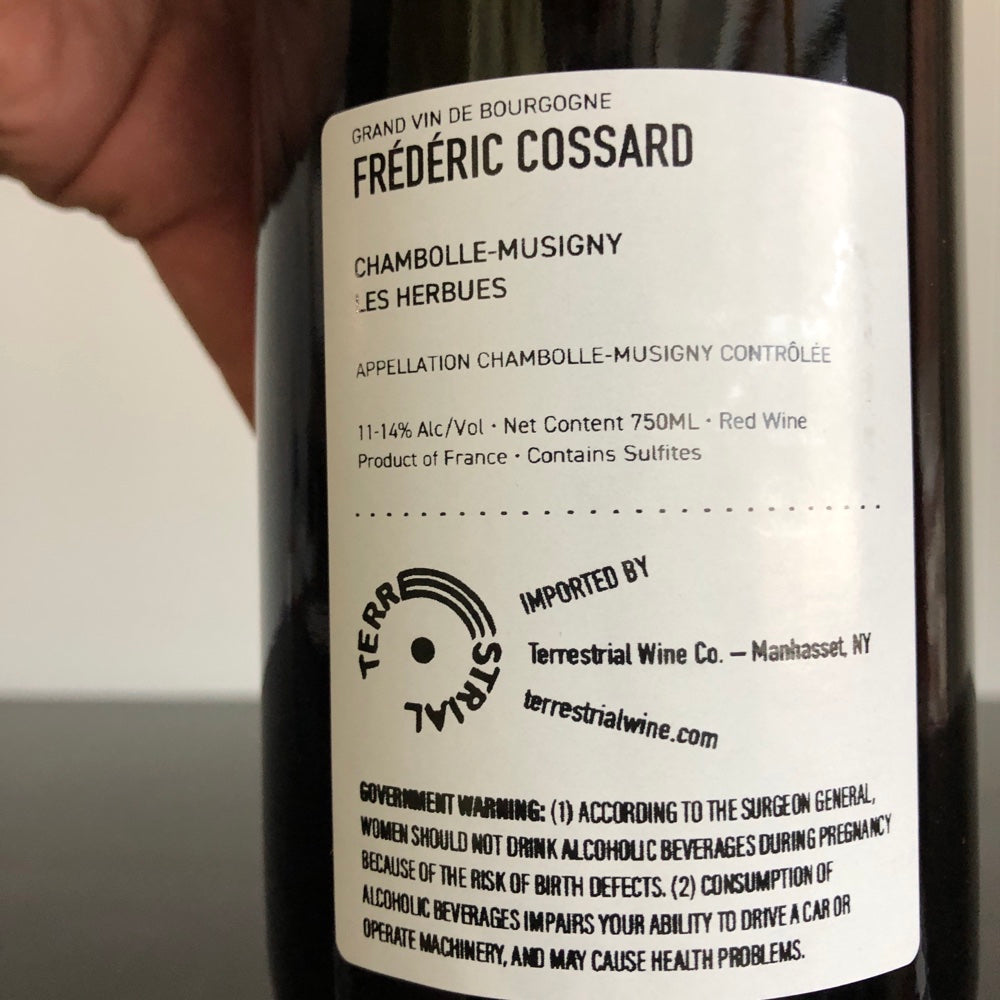 GRAND VIN DE BOURGOGNE
FRÉDÉRIC COSSARD
CHAMBOLLE-MUSIGNY
LES HERBUES
APPELLATION CHAMBOLLE-MUSIGNY CONTRÔLÉE
11-14% Alc/Vol · Net Content 750ML · Red Wine
Product of France · Contains Sulfites
TERRESTRIAL
IMPORTED BY
Terrestrial Wine Co. — Manhasset, NY
terrestrialwine.com
GOVERNMENT WARNING: (1) ACCORDING TO THE SURGEON GENERAL,
WOMEN SHOULD NOT DRINK ALCOHOLIC BEVERAGES DURING PREGNANCY
BECAUSE OF THE RISK OF BIRTH DEFECTS. (2) CONSUMPTION OF
ALCOHOLIC BEVERAGES IMPAIRS YOUR ABILITY TO DRIVE A CAR OR
OPERATE MACHINERY, AND MAY CAUSE HEALTH PROBLEMS.